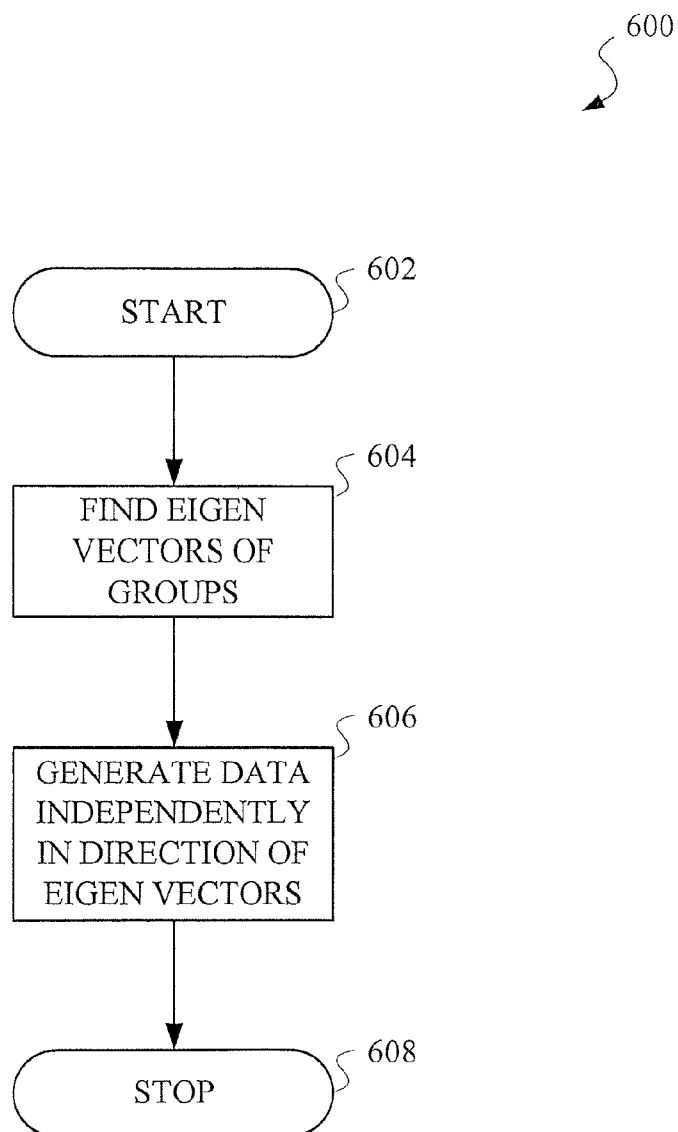 600
602
START
604
FIND EIGEN
VECTORS OF
GROUPS
606
GENERATE DATA
INDEPENDENTLY
IN DIRECTION OF
EIGEN VECTORS
608
STOP